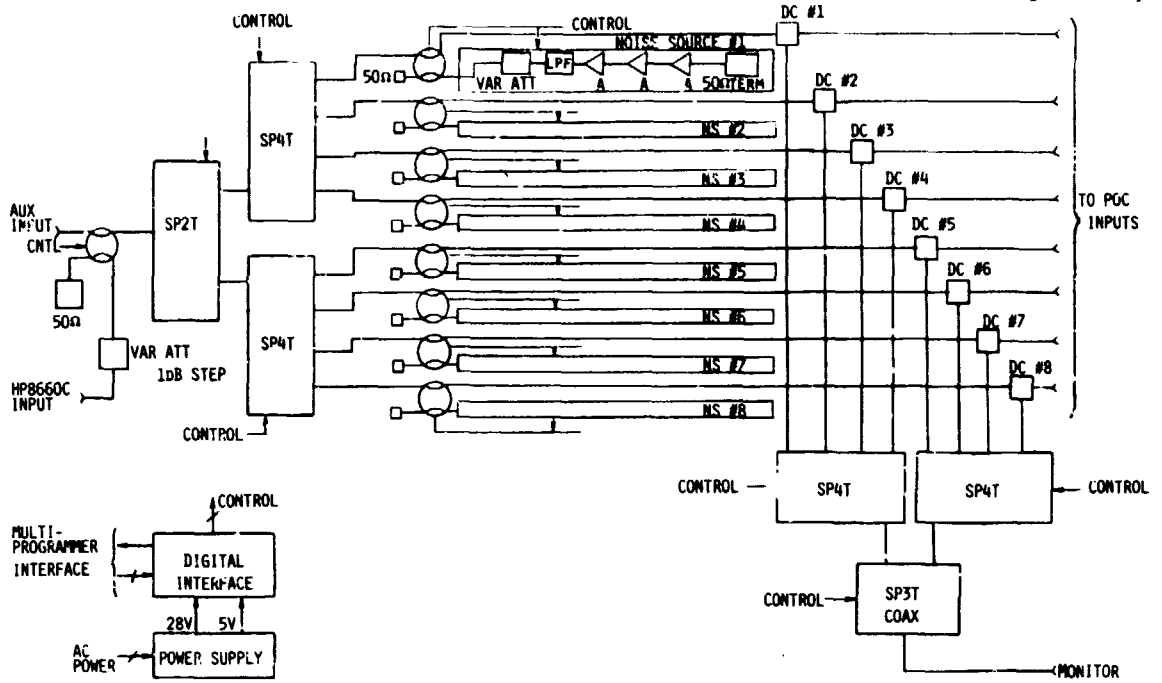 CONTROL
CONTROL
DC #1
NOISS SOURCE #1
LPF
50Ω
VAR ATT
A
A
A
50ΩTERM
DC #2
SP4T
NS #2
DC #3
NS #3
DC #4
SP2T
AUX
INPUT
CNTL
NS #4
TO POC
INPUTS
DC #5
NS #5
DC #6
50Ω
NS #6
SP4T
DC #7
VAR ATT
1DB STEP
NS #7
DC #8
HP8660C
INPUT
NS #8
CONTROL
CONTROL
SP4T
SP4T
CONTROL
CONTROL
MULTI-
PROGRAMMER
INTERFACE
DIGITAL
INTERFACE
CONTROL
SP3T
COAX
28V
5V
AC
POWER
POWER SUPPLY
MONITOR